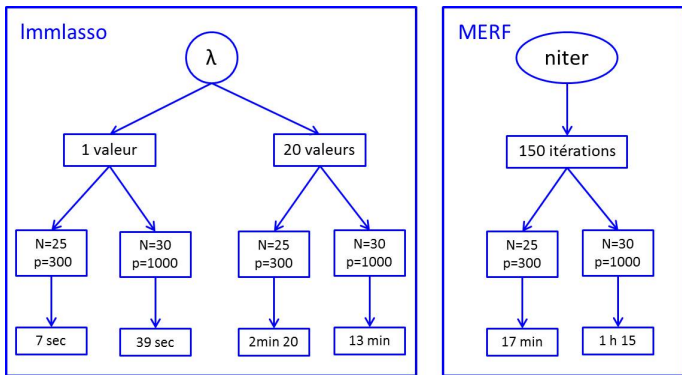 lmmlasso
λ
1 valeur
20 valeurs
N=25
p=300
N=30
p=1000
N=25
p=300
N=30
p=1000
7 sec
39 sec
2min 20
13 min
MERF
niter
150 itérations
N=25
p=300
N=30
p=1000
17 min
1 h 15